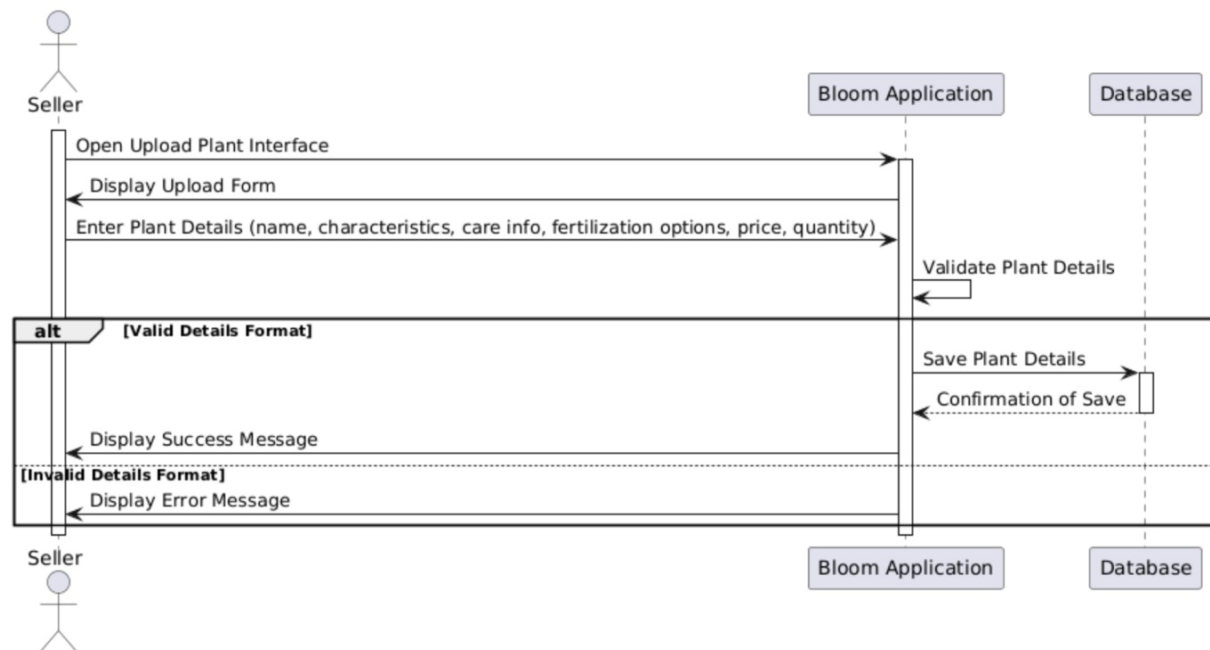 Seller
Bloom Application
Database
Open Upload Plant Interface
Display Upload Form
Enter Plant Details (name, characteristics, care info, fertilization options, price, quantity)
Validate Plant Details
alt [Valid Details Format]
Save Plant Details
Confirmation of Save
Display Success Message
[Invalid Details Format]
Display Error Message
Seller
Bloom Application
Database